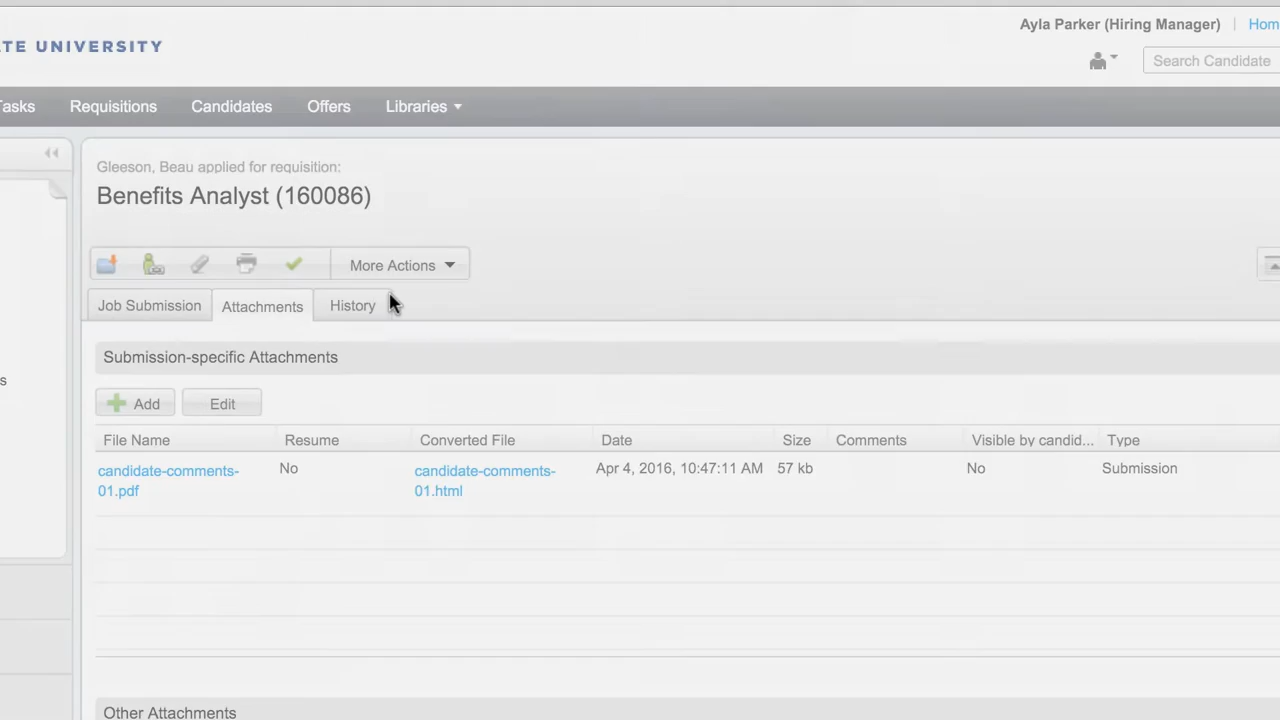 Ayla Parker (Hiring Manager)
UNIVERSITY
Search Candidate
Requisitions Candidates Offers Libraries
Gleeson, Beau applied for requisition:
Benefits Analyst (160086)
More Actions
Job Submission Attachments History
Submission-specific Attachments
Add Edit
File Name Resume Converted File Date Size Comments Visible by candid... Type
candidate-comments- No candidate-comments- Apr 4, 2016, 10:47:11 AM 57 kb No Submission
01.pdf 01.html
Other Attachments